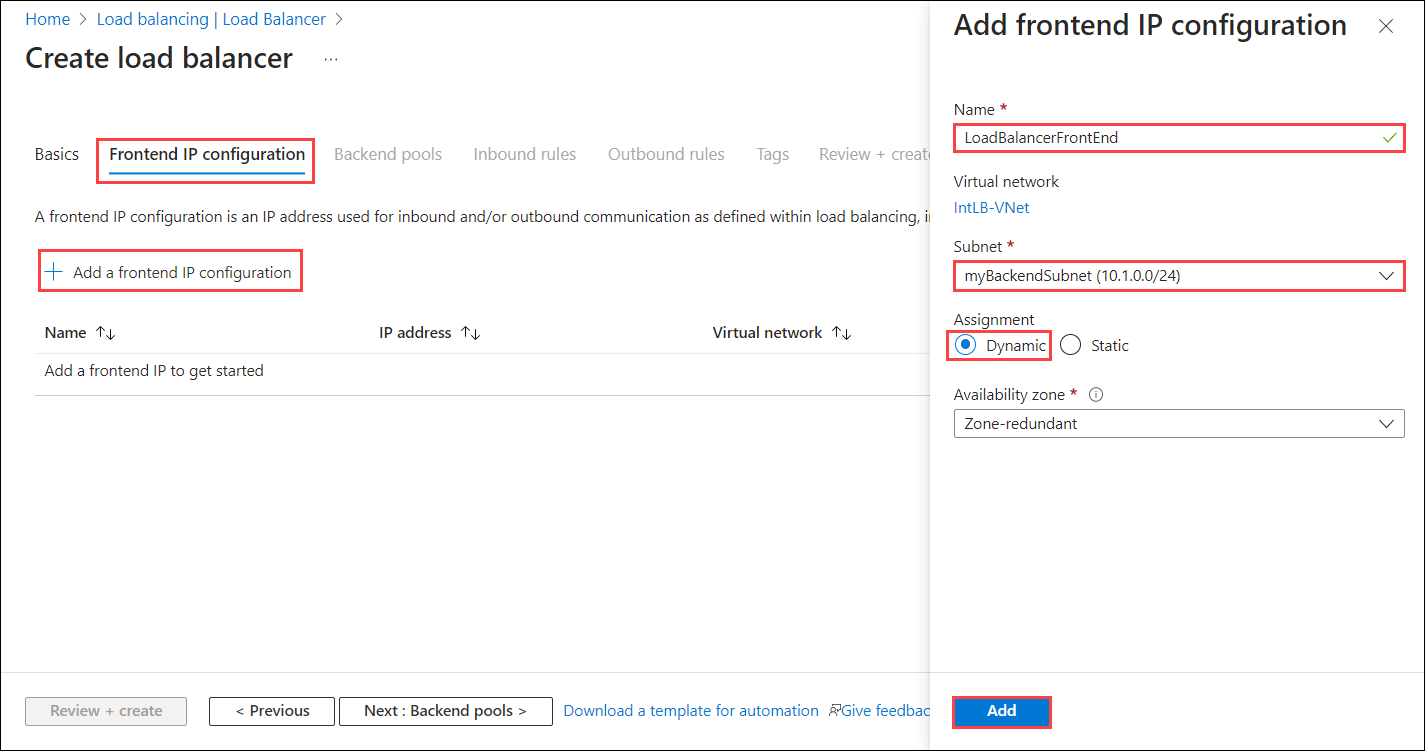 Home > Load balancing | Load Balancer >
Create load balancer ...
Basics Frontend IP configuration Backend pools Inbound rules Outbound rules Tags Review + create
A frontend IP configuration is an IP address used for inbound and/or outbound communication as defined within load balancing,
+ Add a frontend IP configuration
Name ↑↓ IP address ↑↓ Virtual network ↑↓
Add a frontend IP to get started
Review + create < Previous Next : Backend pools > Download a template for automation Give feedbac
Add frontend IP configuration
Name *
LoadBalancerFrontEnd
Virtual network
IntLB-VNet
Subnet *
myBackendSubnet (10.1.0.0/24)
Assignment
Dynamic Static
Availability zone *
Zone-redundant
Add